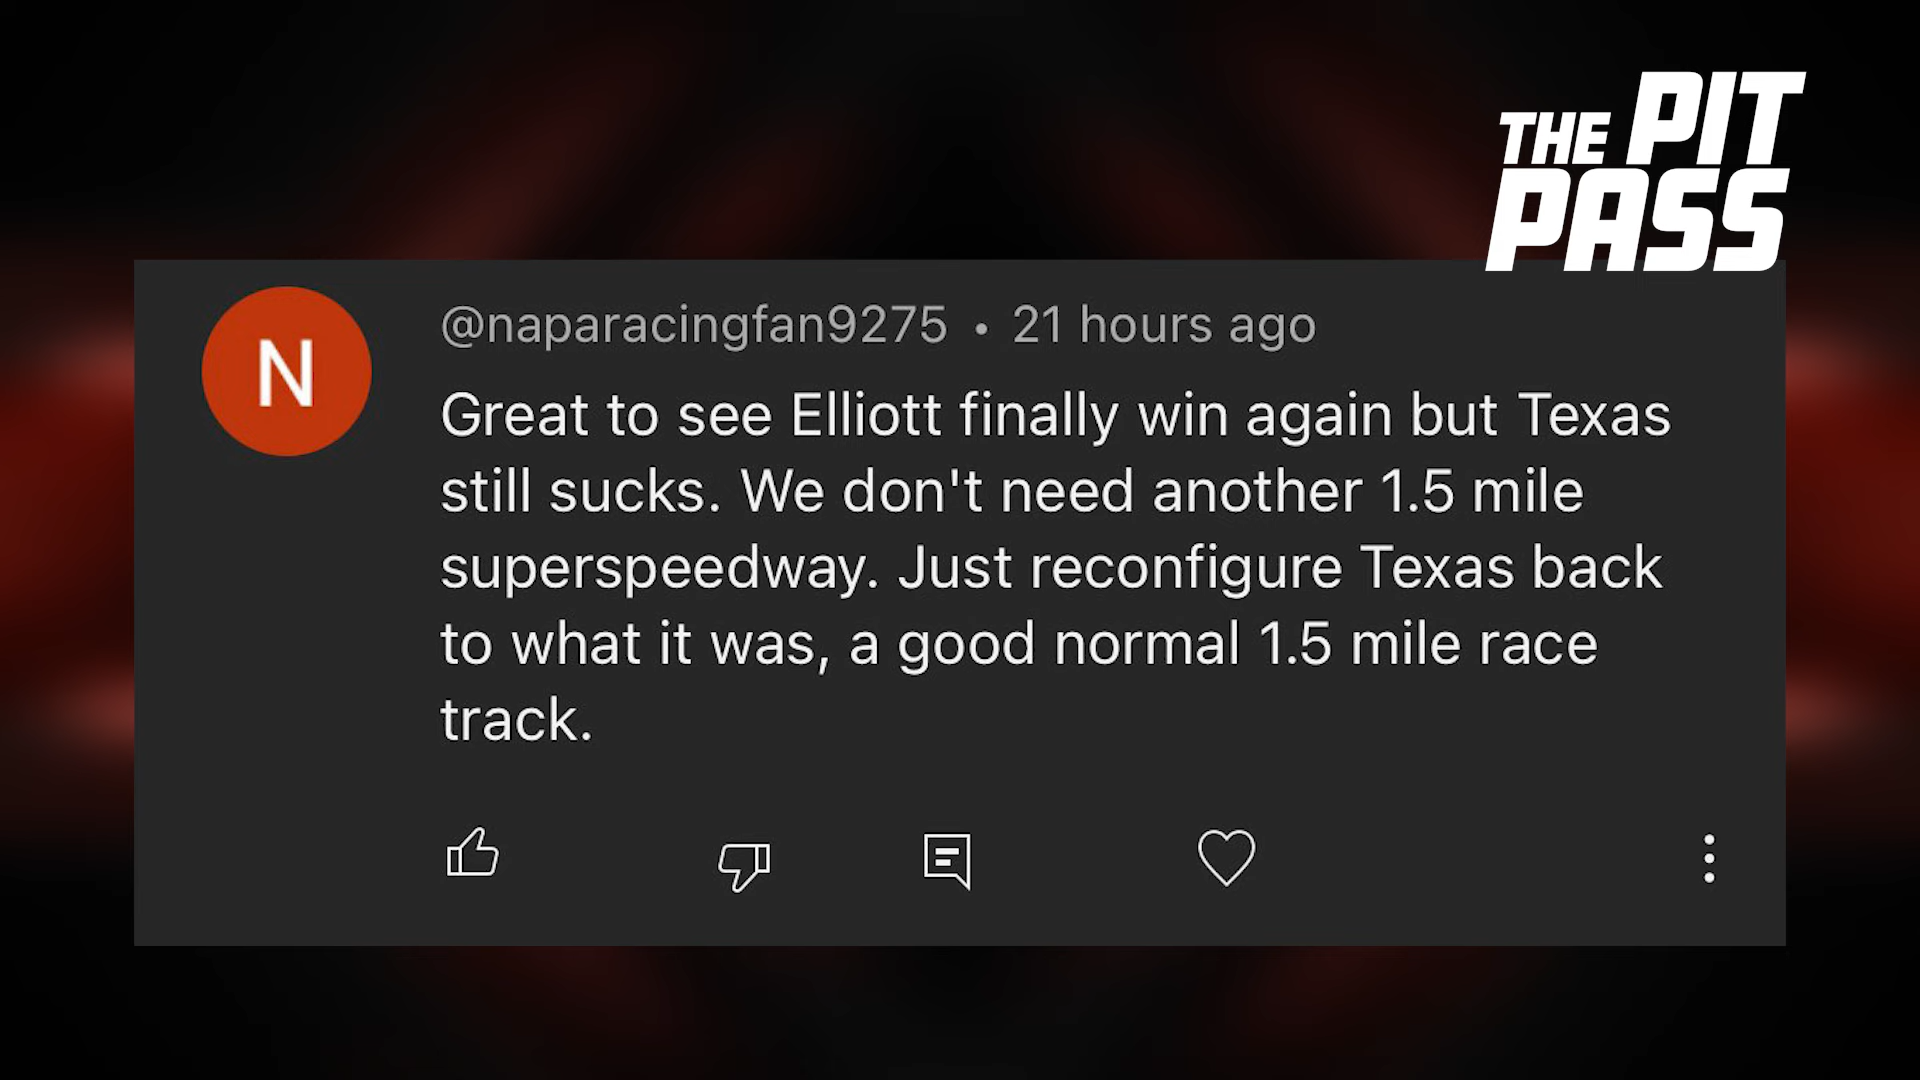 THE PIT
PASS
N
@naparacingfan9275 • 21 hours ago
Great to see Elliott finally win again but Texas
still sucks. We don't need another 1.5 mile
superspeedway. Just reconfigure Texas back
to what it was, a good normal 1.5 mile race
track.